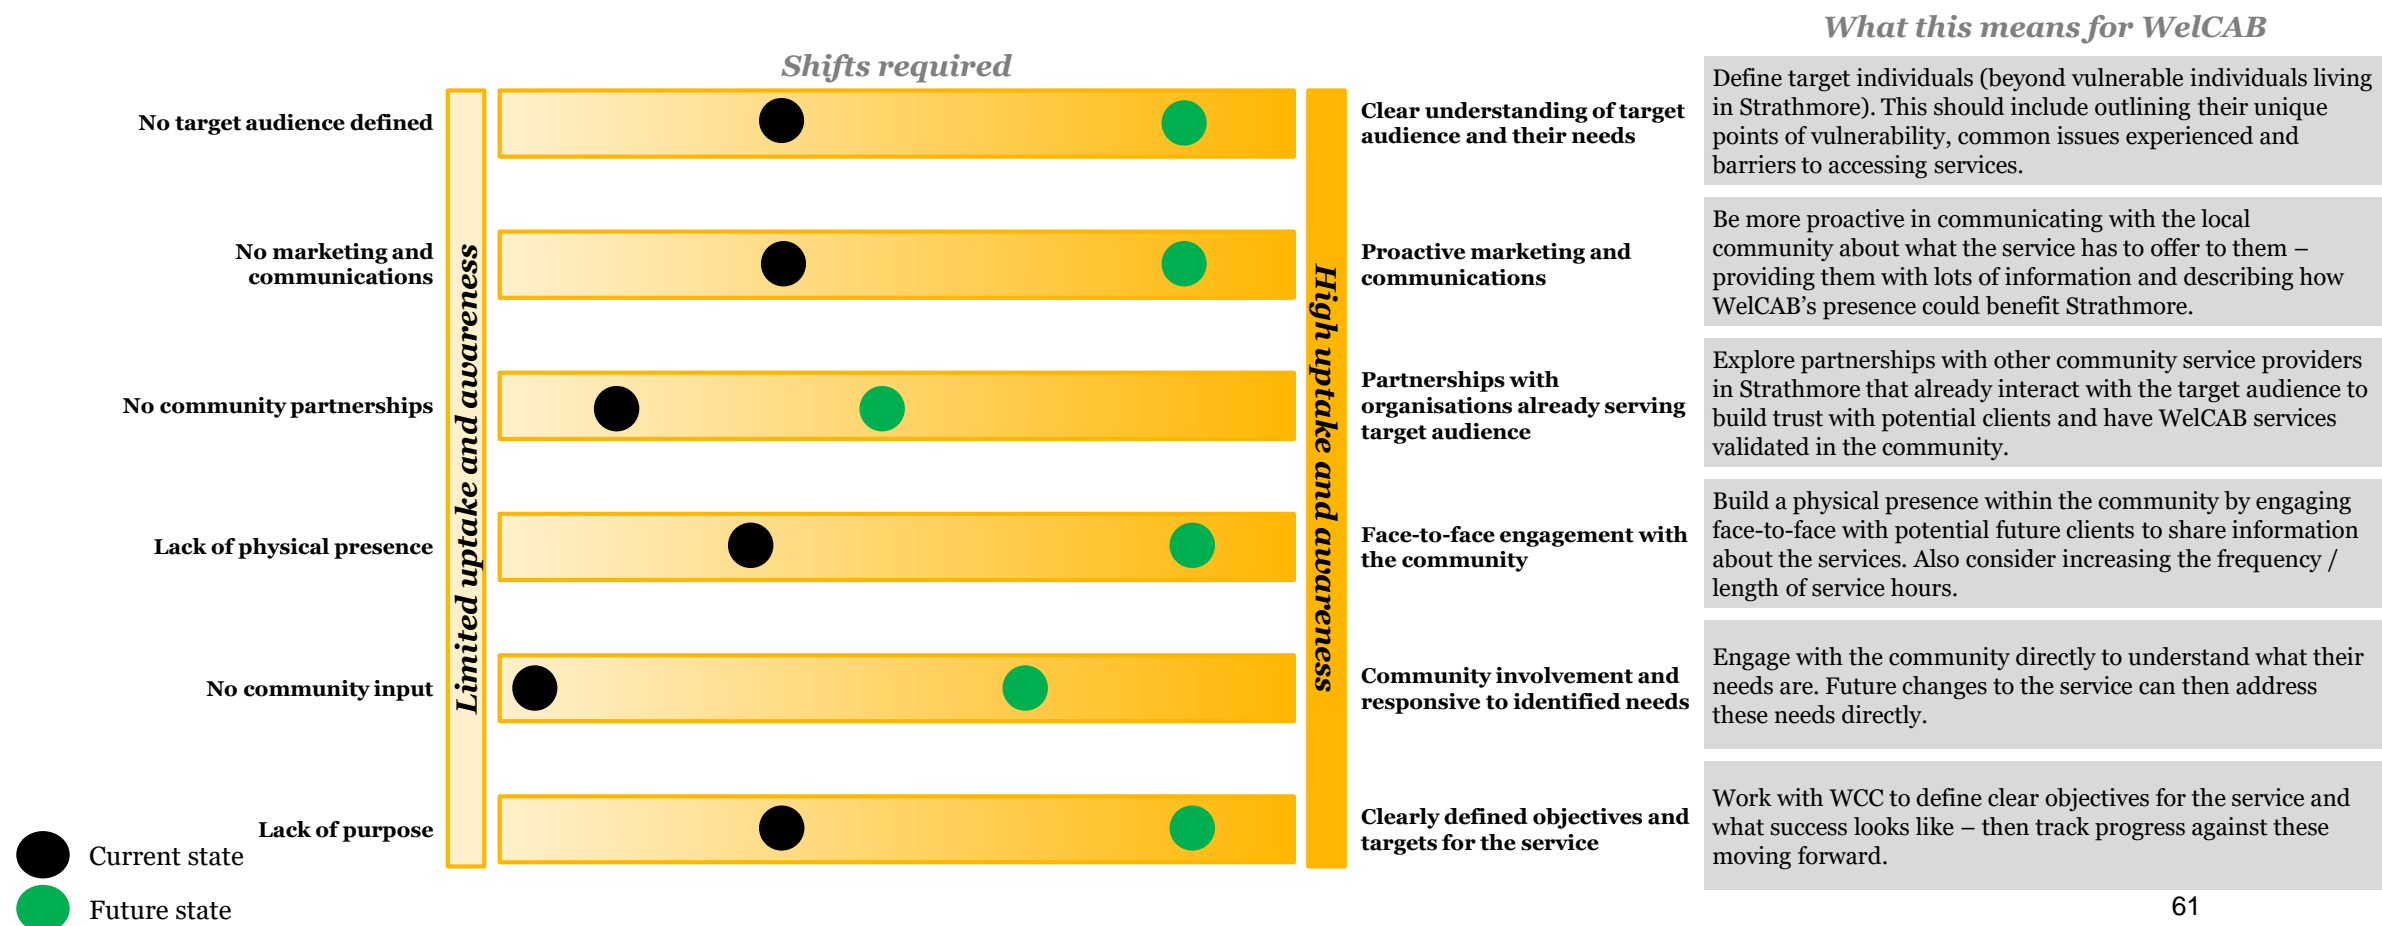 What this means for WelCAB
Shifts required
Limited uptake and awareness
High uptake and awareness
No target audience defined
Clear understanding of target
audience and their needs
Define target individuals (beyond vulnerable individuals living
in Strathmore). This should include outlining their unique
points of vulnerability, common issues experienced and
barriers to accessing services.
No marketing and
communications
Proactive marketing and
communications
Be more proactive in communicating with the local
community about what the service has to offer to them –
providing them with lots of information and describing how
WelCAB’s presence could benefit Strathmore.
No community partnerships
Partnerships with
organisations already serving
target audience
Explore partnerships with other community service providers
in Strathmore that already interact with the target audience to
build trust with potential clients and have WelCAB services
validated in the community.
Lack of physical presence
Face-to-face engagement with
the community
Build a physical presence within the community by engaging
face-to-face with potential future clients to share information
about the services. Also consider increasing the frequency /
length of service hours.
No community input
Community involvement and
responsive to identified needs
Engage with the community directly to understand what their
needs are. Future changes to the service can then address
these needs directly.
Lack of purpose
Clearly defined objectives and
targets for the service
Work with WCC to define clear objectives for the service and
what success looks like – then track progress against these
moving forward.
Current state
Future state
61